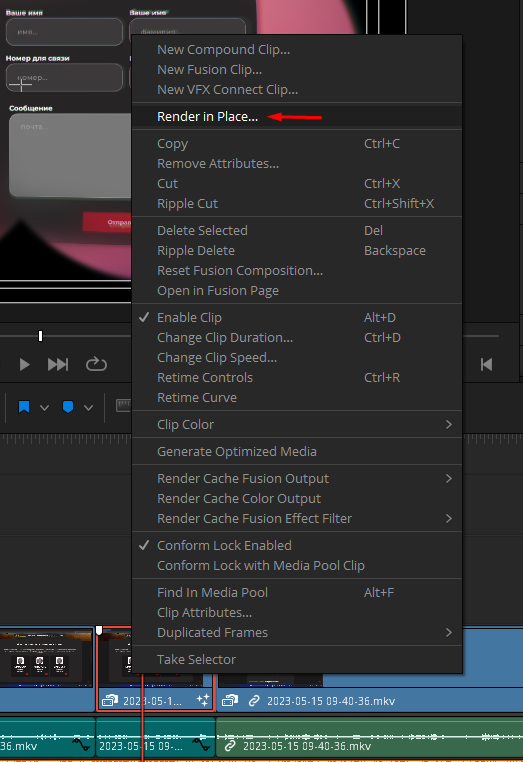 Ваше имя
Ваше имя
имя...
Номер для связи
номер...
Сообщение
почта...
Отправ
New Compound Clip...
New Fusion Clip...
New VFX Connect Clip...
Render in Place...
Copy Ctrl+C
Remove Attributes...
Cut Ctrl+X
Ripple Cut Ctrl+Shift+X
Delete Selected Del
Ripple Delete Backspace
Reset Fusion Composition...
Open in Fusion Page
Enable Clip Alt+D
Change Clip Duration... Ctrl+D
Change Clip Speed...
Retime Controls Ctrl+R
Retime Curve
Clip Color
Generate Optimized Media
Render Cache Fusion Output
Render Cache Color Output
Render Cache Fusion Effect Filter
Conform Lock Enabled
Conform Lock with Media Pool Clip
Find In Media Pool Alt+F
Clip Attributes...
Duplicated Frames
Take Selector
2023-05-1...
2023-05-15 09-40-36.mkv
36.mkv
2023-05-15 09-...
2023-05-15 09-40-36.mkv